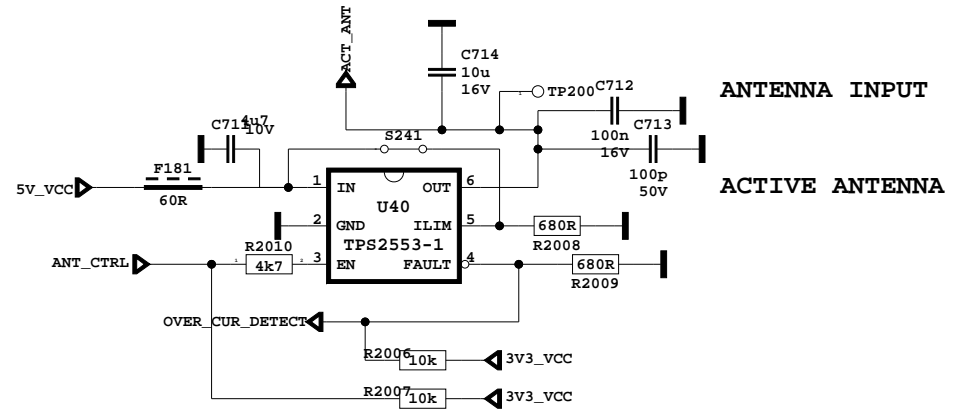 ACT_ANT
C714
10u
16V
TP200
C712
100n
16V
ANTENNA INPUT
C711
4u7
10V
S241
C713
100p
50V
F181
5V_VCC
60R
1
IN
OUT
6
ACTIVE ANTENNA
U40
2
GND
ILIM
5
680R
R2008
TPS2553-1
R2010
ANT_CTRL
1
4k7
2
3
EN
FAULT
4
680R
R2009
OVER_CUR_DETECT
R2006
10k
3V3_VCC
R2007
10k
3V3_VCC